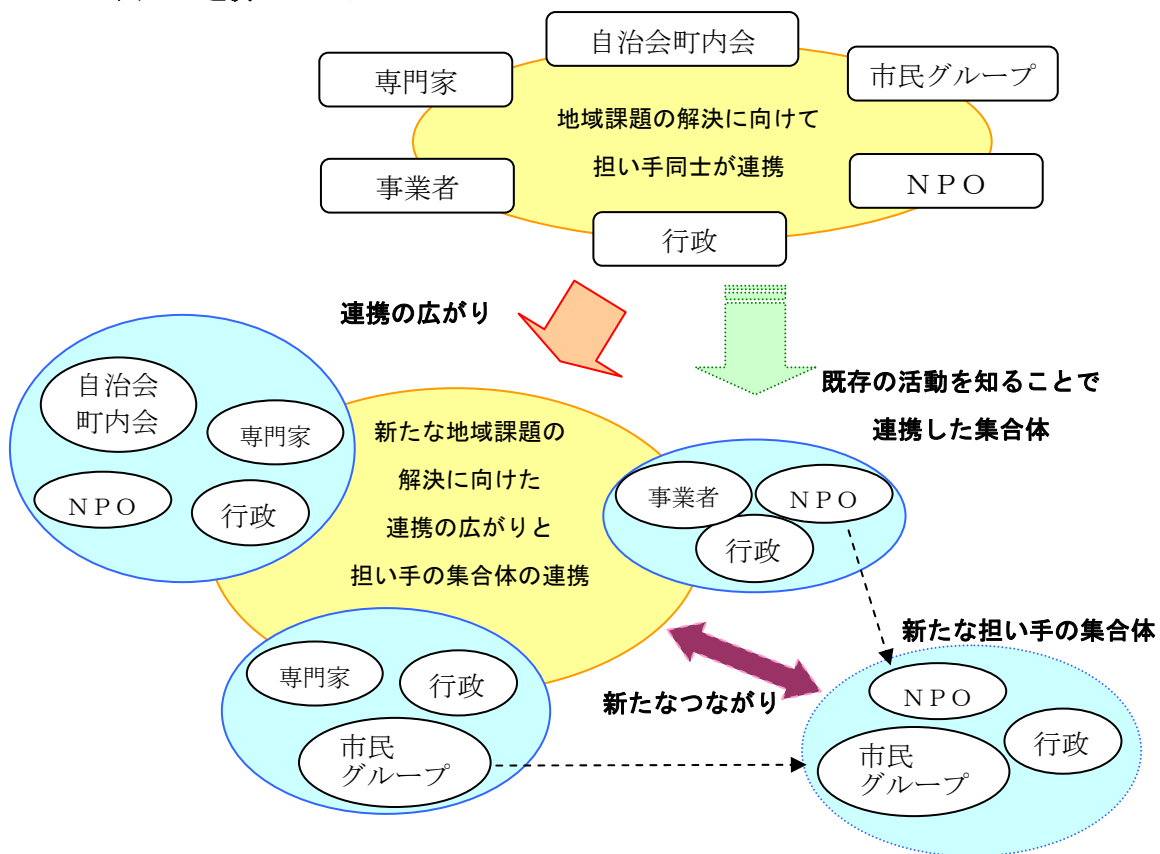 自治会町内会
専門家
市民グループ
地域課題の解決に向けて
担い手同士が連携
事業者
ＮＰＯ
行政
連携の広がり
既存の活動を知ることで
連携した集合体
自治会
町内会
専門家
ＮＰＯ
行政
新たな地域課題の
解決に向けた
連携の広がりと
担い手の集合体の連携
事業者
ＮＰＯ
行政
新たな担い手の集合体
専門家
行政
市民
グループ
新たなつながり
ＮＰＯ
行政
市民
グループ